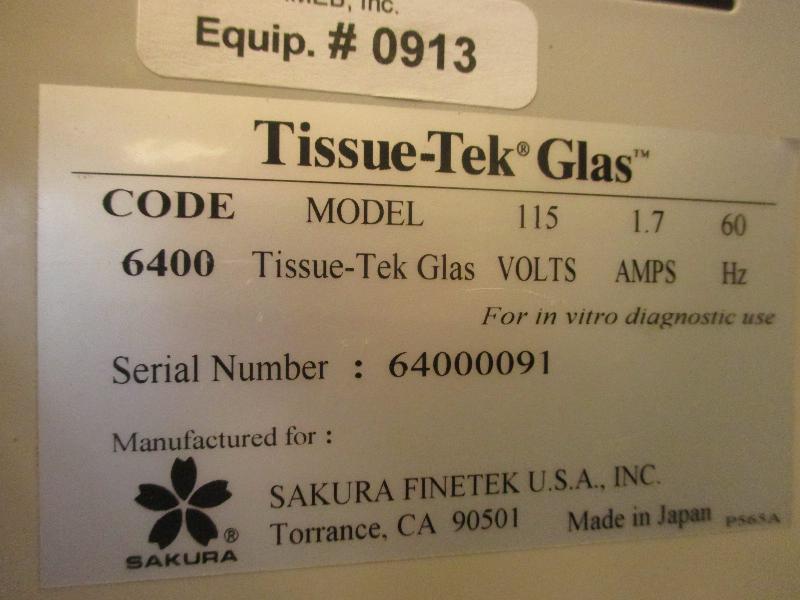 Inc.
Equip. # 0913
Tissue-Tek® Glas™
CODE MODEL 115 1.7 60
6400 Tissue-Tek Glas VOLTS AMPS Hz
For in vitro diagnostic use
Serial Number : 64000091
Manufactured for :
SAKURA FINETEK U.S.A., INC.
Torrance, CA 90501 Made in Japan P565A
® SAKURA